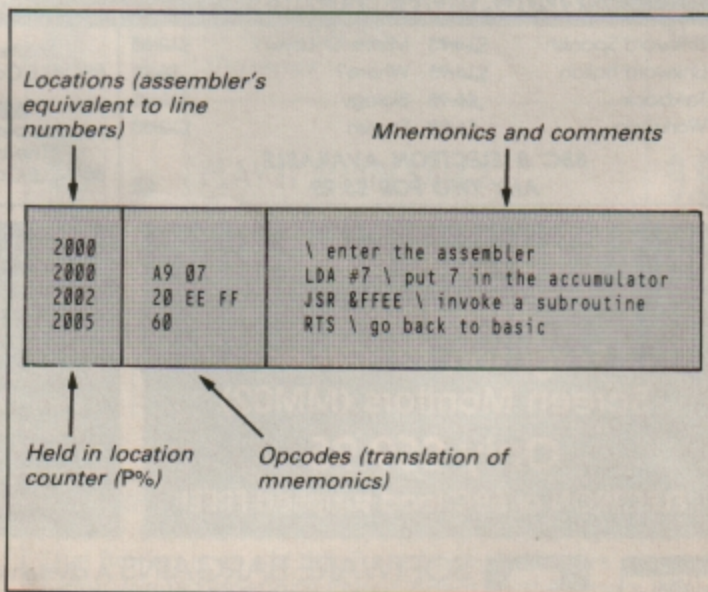 Locations (assembler's
equivalent to line
numbers)
Mnemonics and comments
2000 \ enter the assembler
2000 A9 07 LDA #7 \ put 7 in the accumulator
2002 20 EE FF JSR &FFEE \ invoke a subroutine
2005 60 RTS \ go back to basic
Held in location
counter (P%)
Opcodes (translation of
mnemonics)